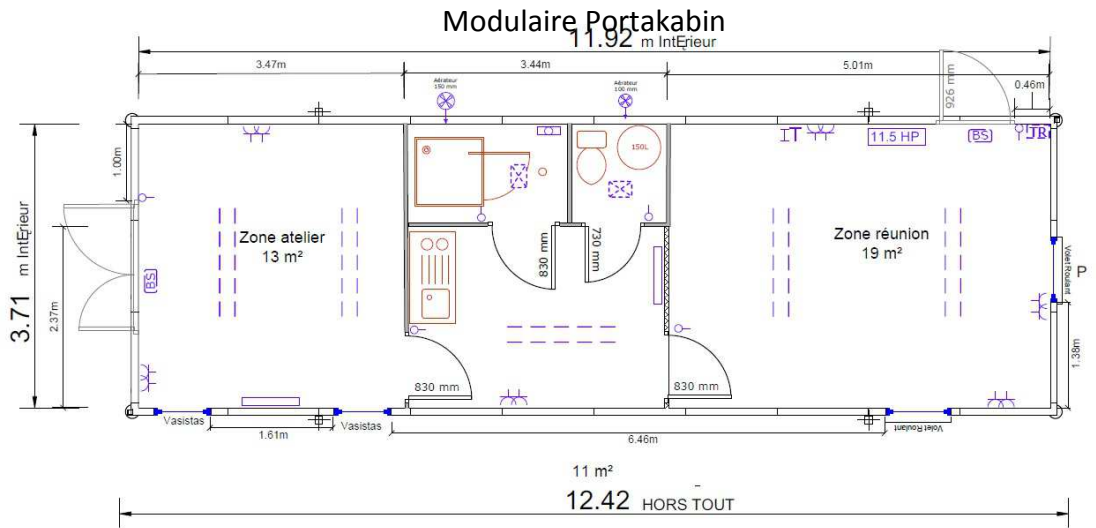 Modulaire Portakabin
11.92 m IntĘrieur
3.47m
3.44m
5.01m
Aérateur
150 mm
Aérateur
100 mm
926 mm
0.46m
1.00m
3.71 m IntĘrieur
2.37m
BS
Zone atelier
13 m²
150L
830 mm
730 mm
11.5 HP
BS
Zone réunion
19 m²
Volet Roulant
P
1.38m
830 mm
830 mm
Vasistas
Vasistas
Volet Roulant
1.61m
6.46m
11 m²
12.42 HORS TOUT